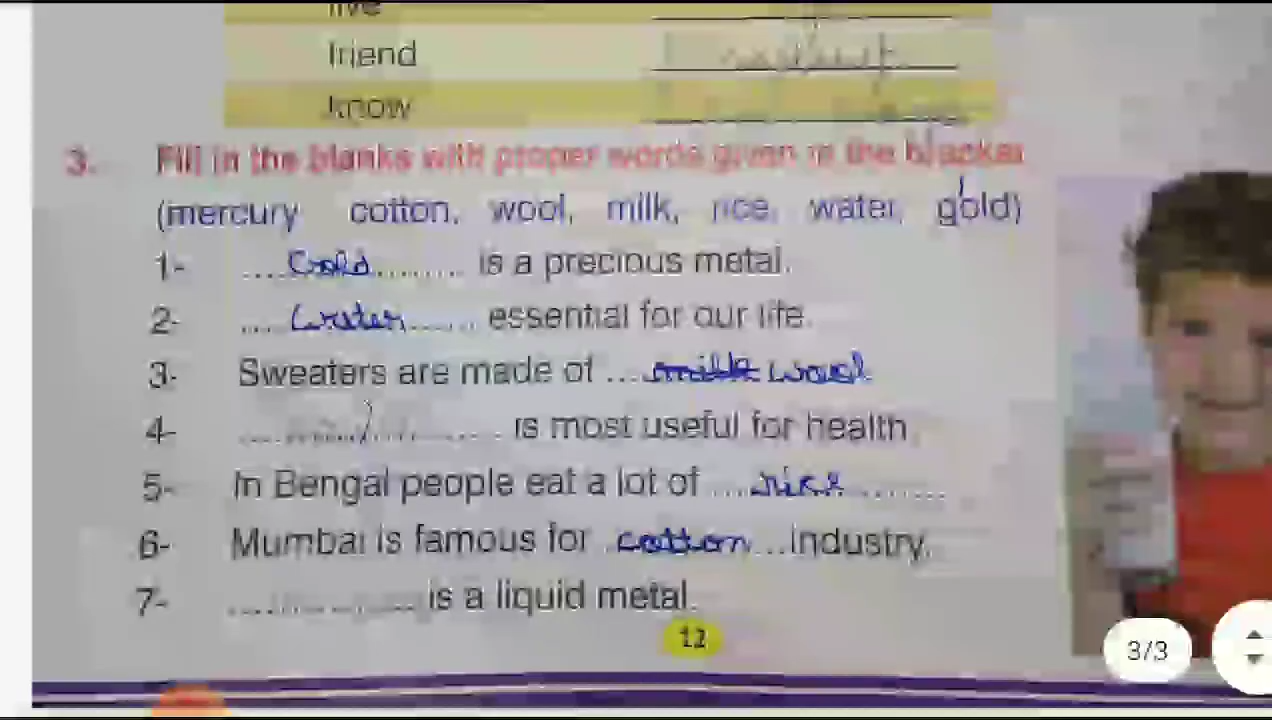 live
friend
know
3. Fill in the blanks with proper words given in the bracket
(mercury cotton, wool, milk, rice, water, gold)
1- ....Gold......... is a precious metal.
2- ....water....... essential for our life.
3- Sweaters are made of ...milk wool
4- .... ...... is most useful for health
5- In Bengal people eat a lot of ....rice........
6- Mumbai is famous for .cotton...industry.
7- .... ..... is a liquid metal.
12
3/3